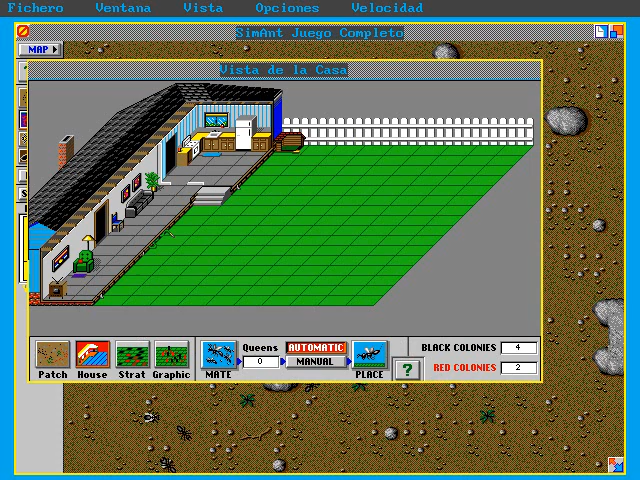 Fichero Ventana Vista Opciones Velocidad
SimAnt Juego Completo
MAP
Vista de la Casa
Queens
AUTOMATIC
BLACK COLONIES 4
0
MANUAL
RED COLONIES 2
Patch House Strat Graphic MATE PLACE ?